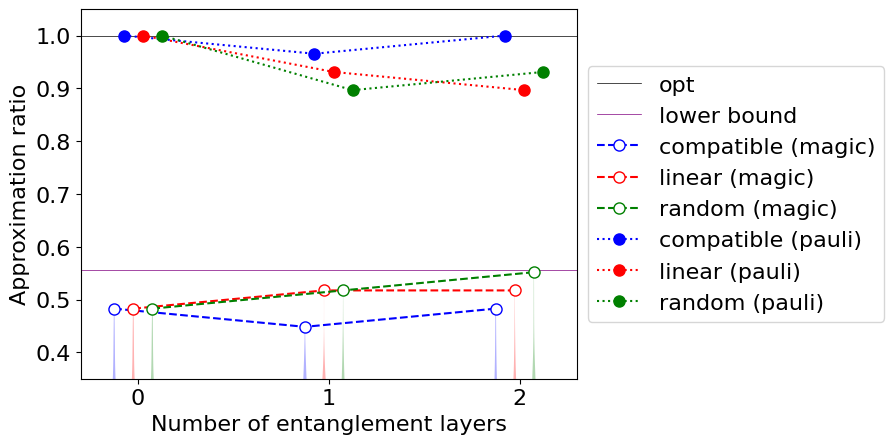 Approximation ratio
1.0
0.9
0.8
0.7
0.6
0.5
0.4
0
1
2
Number of entanglement layers
opt
lower bound
compatible (magic)
linear (magic)
random (magic)
compatible (pauli)
linear (pauli)
random (pauli)